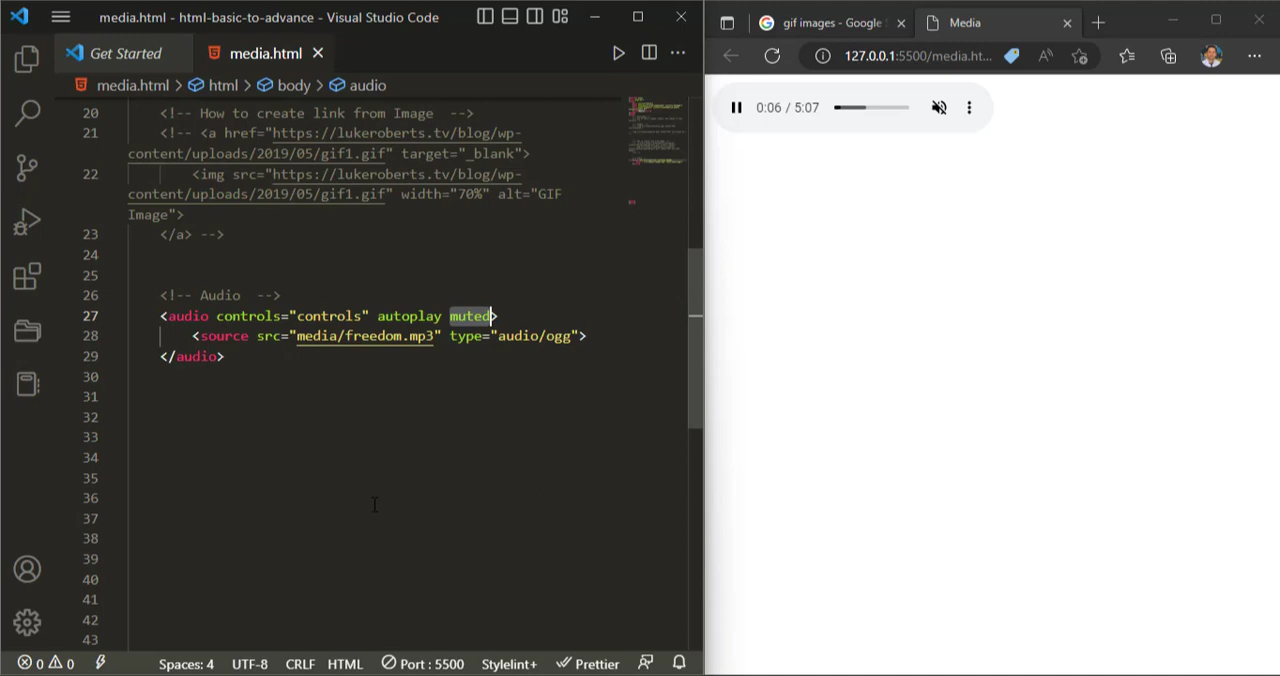 media.html - html-basic-to-advance - Visual Studio Code
Get Started
media.html
media.html > html > body > audio
20 <!-- How to create link from Image -->
21 <!-- <a href="https://lukeroberts.tv/blog/wp-
content/uploads/2019/05/gif1.gif" target="_blank">
22 <img src="https://lukeroberts.tv/blog/wp-
content/uploads/2019/05/gif1.gif" width="70%" alt="GIF
Image">
23 </a> -->
24
25
26 <!-- Audio -->
27 <audio controls="controls" autoplay muted>
28 <source src="media/freedom.mp3" type="audio/ogg">
29 </audio>
30
31
32
33
34
35
36
37
38
39
40
41
42
43
0 0 Spaces: 4 UTF-8 CRLF HTML Port : 5500 Stylelint+ Prettier
gif images - Google
Media
127.0.0.1:5500/media.ht...
0:06 / 5:07